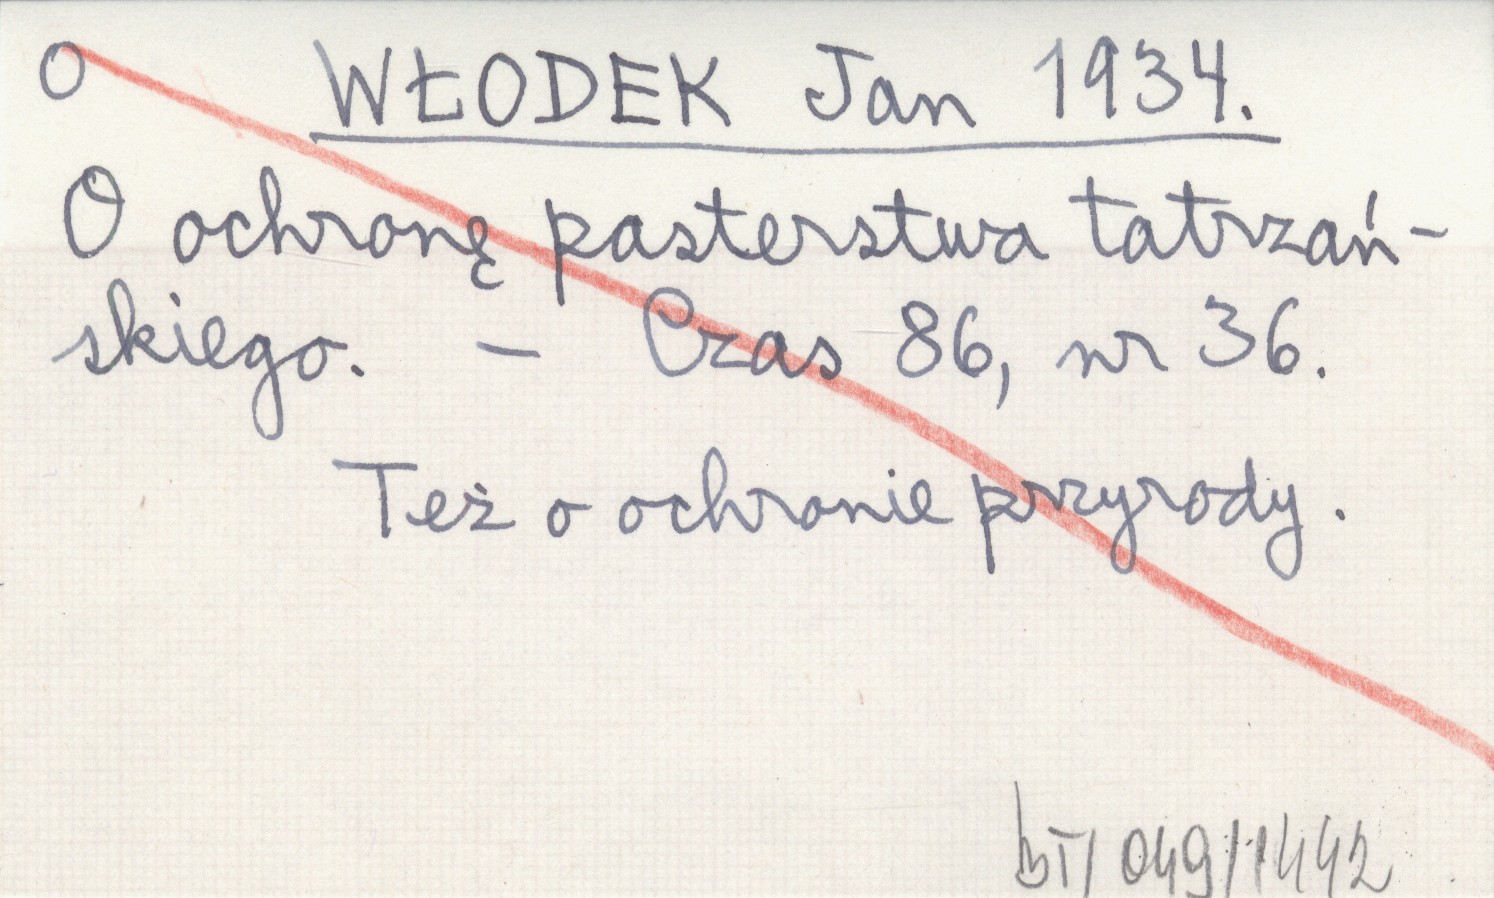 O WŁODEK Jan 1934.
O ochronę pasterstwa tatrzań-
skiego. — Czas 86, nr 36.
Też o ochronie przyrody.
BT/049/1442